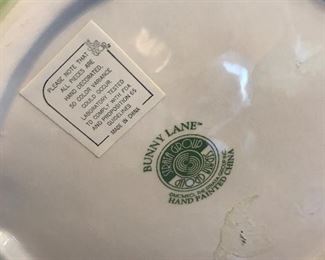 PLEASE NOTE THAT
ALL PIECES ARE
HAND DECORATED,
SO COLOR VARIANCE
COULD OCCUR.
LABORATORY TESTED
TO COMPLY WITH FDA
AND PROPOSITION 65
GUIDELINES
MADE IN CHINA
BUNNY LANE™
HAND PAINTED CHINA